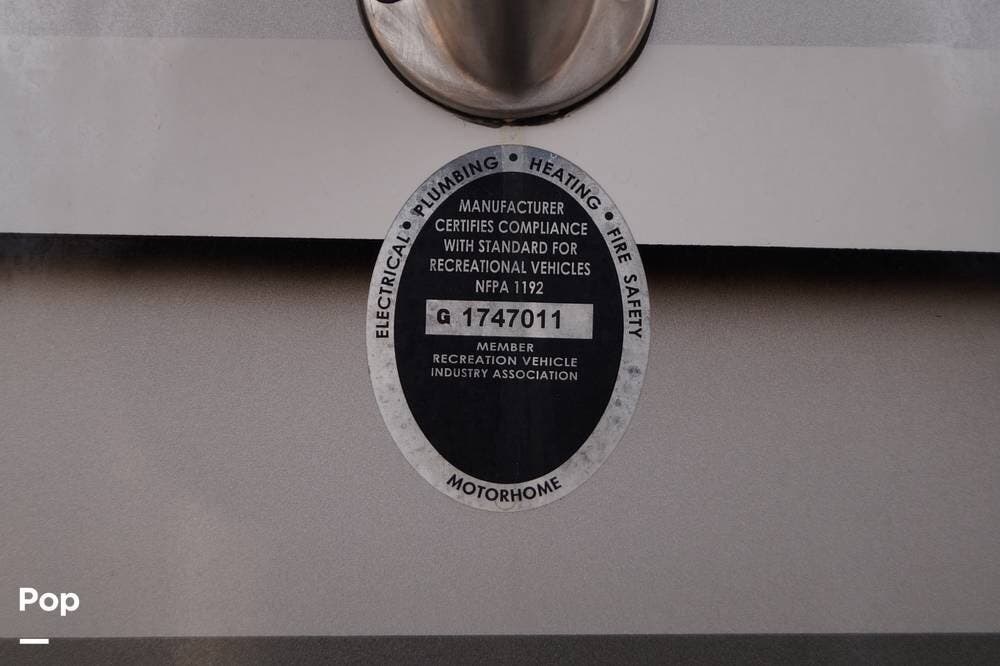 ELECTRICAL • PLUMBING • HEATING • FIRE SAFETY
MANUFACTURER
CERTIFIES COMPLIANCE
WITH STANDARD FOR
RECREATIONAL VEHICLES
NFPA 1192
G 1747011
MEMBER
RECREATION VEHICLE
INDUSTRY ASSOCIATION
MOTORHOME
Pop